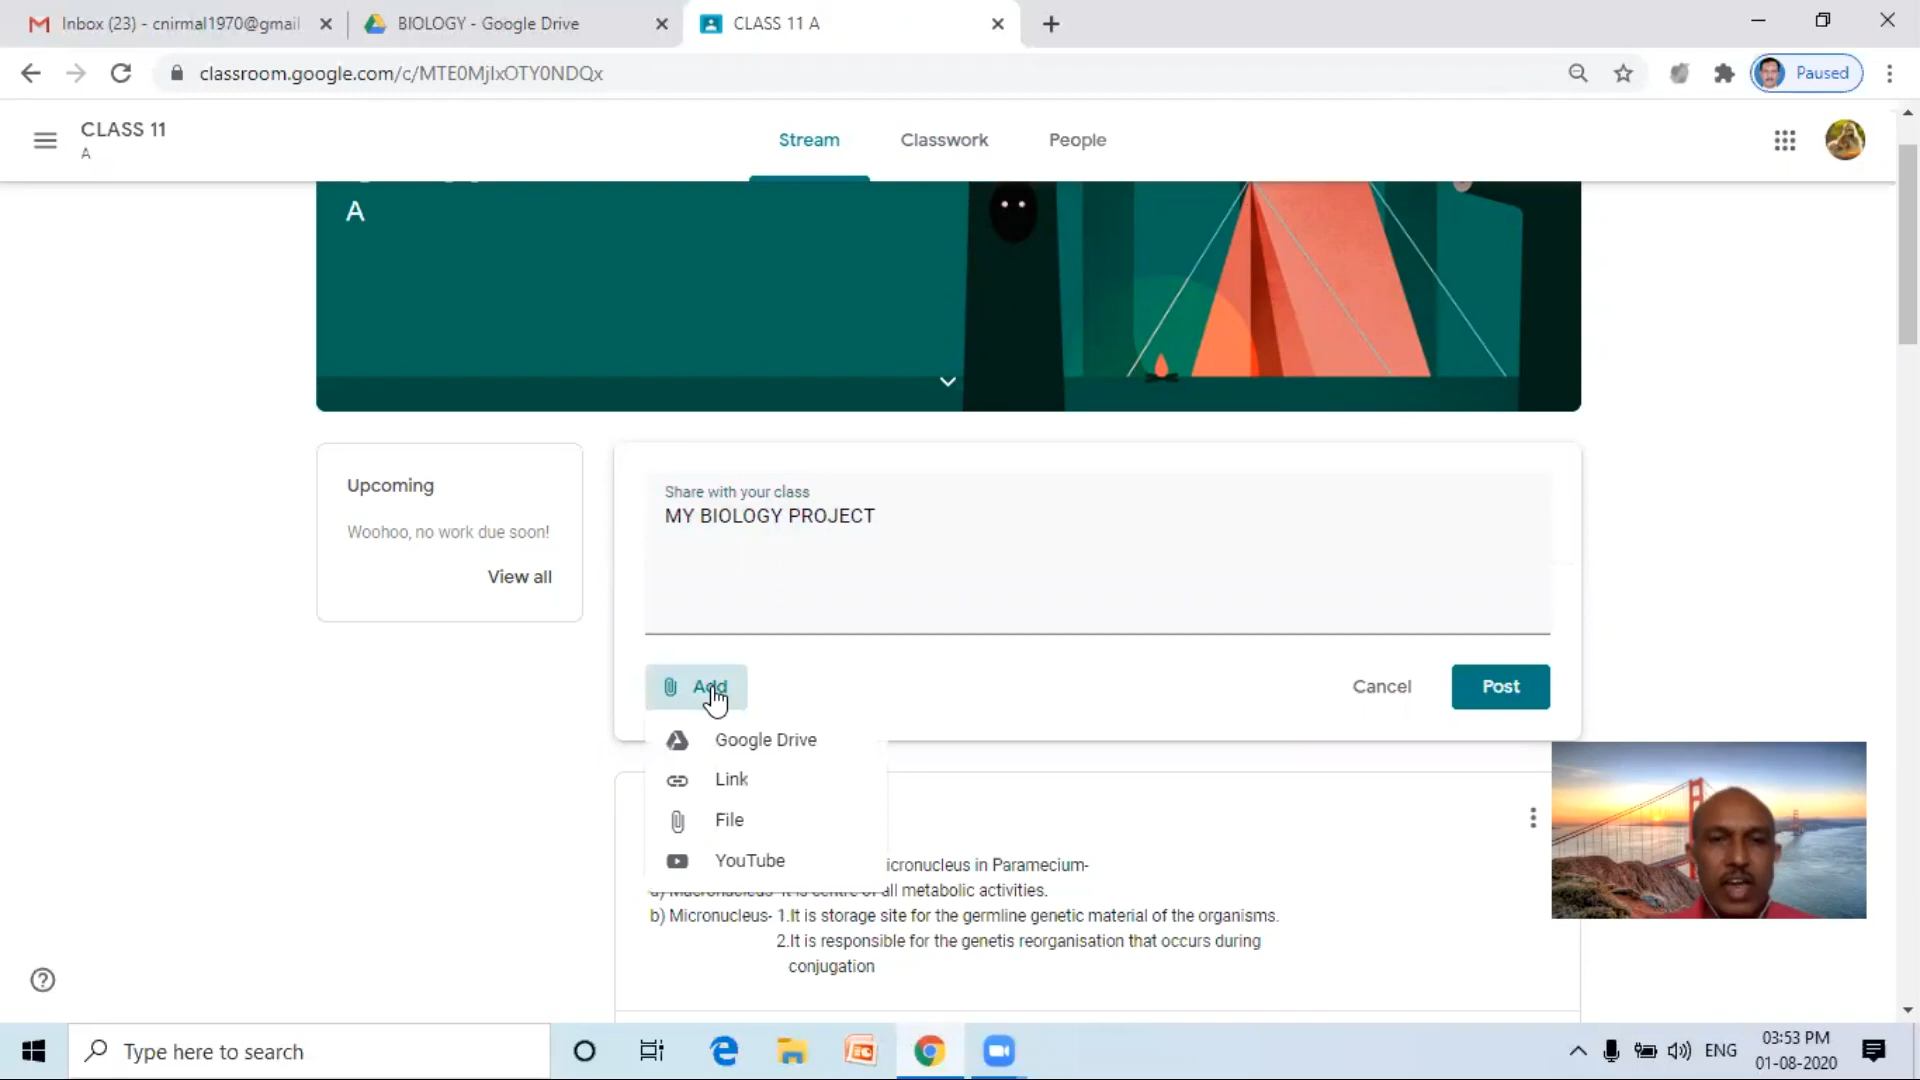 Inbox (23) - cnirmal1970@gmail
BIOLOGY - Google Drive
CLASS 11 A
classroom.google.com/c/MTE0MjIxOTY0NDQx
Paused
CLASS 11
A
Stream
Classwork
People
A
Upcoming
Woohoo, no work due soon!
View all
Share with your class
MY BIOLOGY PROJECT
Add
Cancel
Post
Google Drive
Link
File
YouTube
icronucleus in Paramecium-
all metabolic activities.
b) Micronucleus- 1.It is storage site for the germline genetic material of the organisms.
2.It is responsible for the genetis reorganisation that occurs during
conjugation
Type here to search
ENG
03:53 PM
01-08-2020